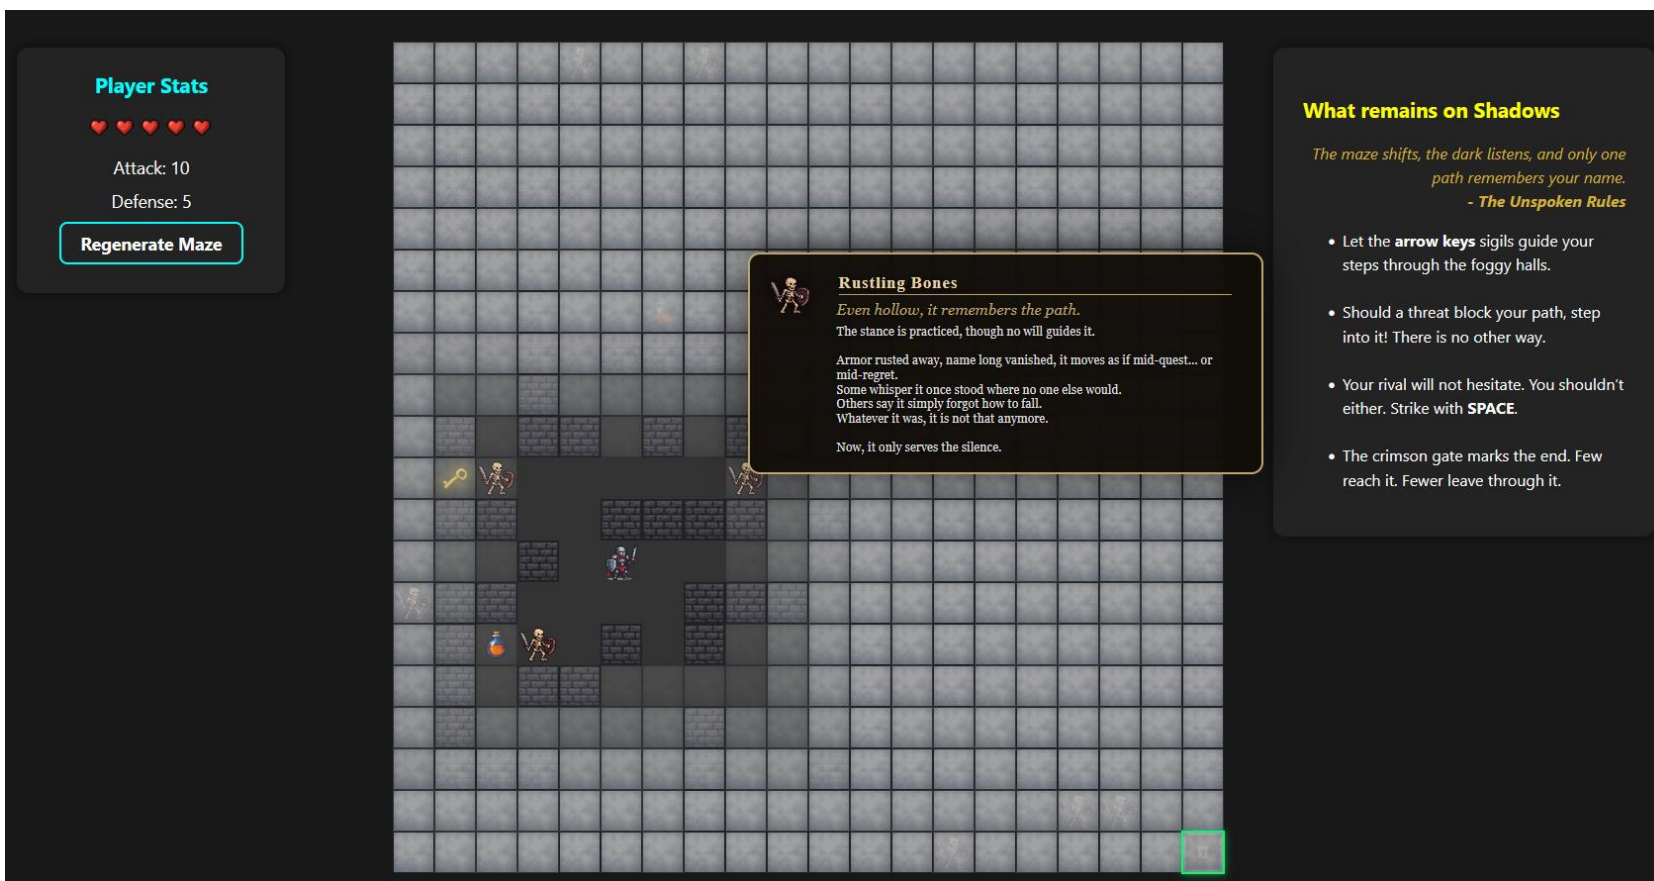 Player Stats
Attack: 10
Defense: 5
Regenerate Maze
Rustling Bones
Even hollow, it remembers the path.
The stance is practiced, though no will guides it.
Armor rusted away, name long vanished, it moves as if mid-quest... or
mid-regret.
Some whisper it once stood where no one else would.
Others say it simply forgot how to fall.
Whatever it was, it is not that anymore.
Now, it only serves the silence.
What remains on Shadows
The maze shifts, the dark listens, and only one
path remembers your name.
- The Unspoken Rules
• Let the arrow keys sigils guide your
steps through the foggy halls.
• Should a threat block your path, step
into it! There is no other way.
• Your rival will not hesitate. You shouldn't
either. Strike with SPACE.
• The crimson gate marks the end. Few
reach it. Fewer leave through it.